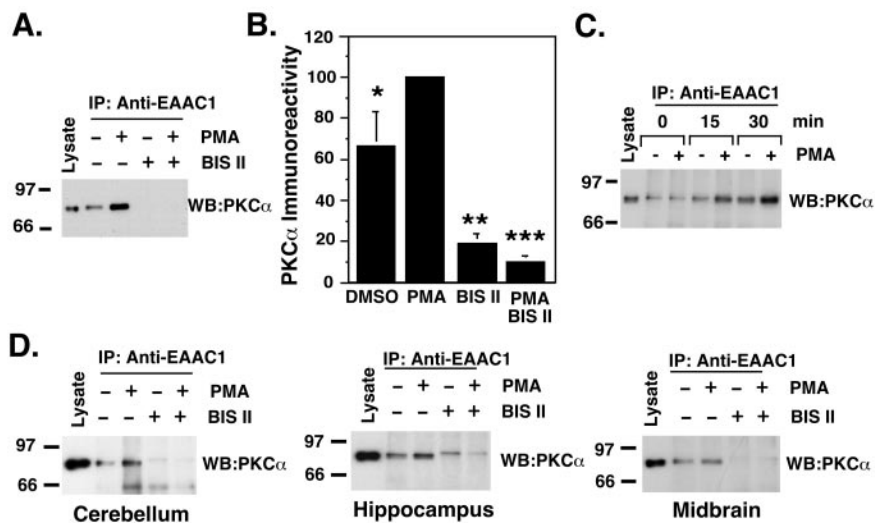 A.
IP: Anti-EAAC1
Lysate
– + – + PMA
– – + + BIS II
97
66
WB:PKCα
B.
PKCα Immunoreactivity
120
100
80
60
40
20
0
*
**
***
DMSO PMA BIS II PMA BIS II
C.
IP: Anti-EAAC1
Lysate
0 15 30 min
- + - + - + PMA
97
66
WB:PKCα
D.
IP: Anti-EAAC1
Lysate
– + – + PMA
– – + + BIS II
97
66
WB:PKCα
Cerebellum
IP: Anti-EAAC1
Lysate
– + – + PMA
– – + + BIS II
97
66
WB:PKCα
Hippocampus
IP: Anti-EAAC1
Lysate
– + – + PMA
– – + + BIS II
97
66
WB:PKCα
Midbrain